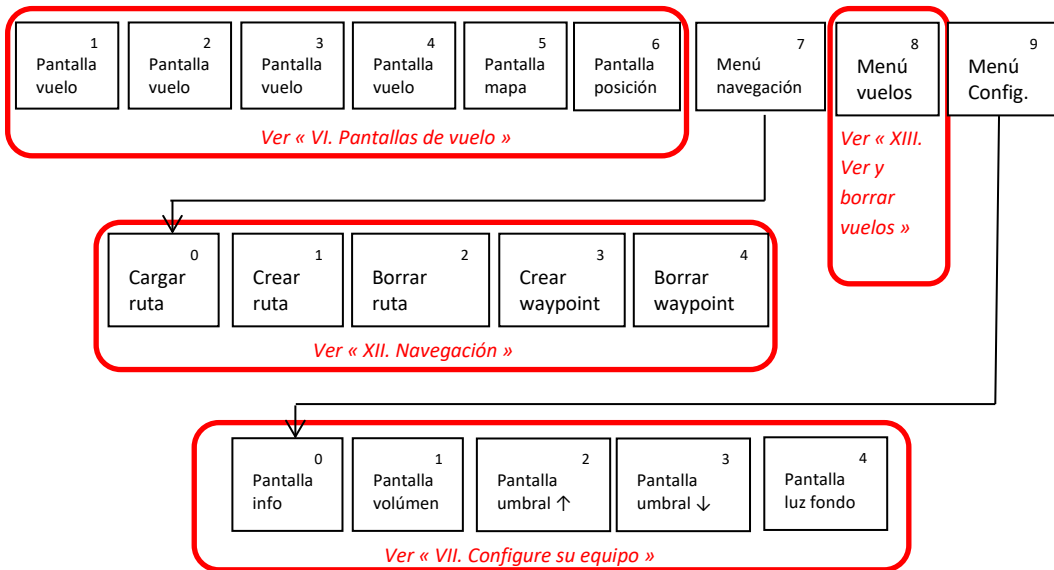 1
Pantalla
vuelo
2
Pantalla
vuelo
3
Pantalla
vuelo
4
Pantalla
vuelo
5
Pantalla
mapa
6
Pantalla
posición
7
Menú
navegación
8
Menú
vuelos
9
Menú
Config.
Ver « VI. Pantallas de vuelo »
Ver « XIII.
Ver y
borrar
vuelos »
0
Cargar
ruta
1
Crear
ruta
2
Borrar
ruta
3
Crear
waypoint
4
Borrar
waypoint
Ver « XII. Navegación »
0
Pantalla
info
1
Pantalla
volúmen
2
Pantalla
umbral ↑
3
Pantalla
umbral ↓
4
Pantalla
luz fondo
Ver « VII. Configure su equipo »